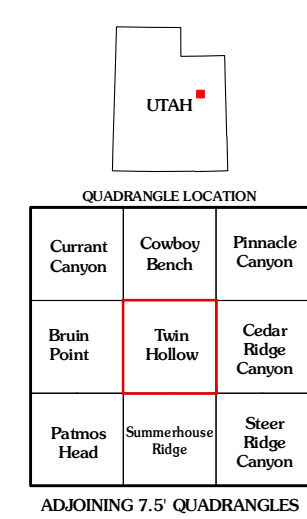 UTAH
QUADRANGLE LOCATION
Currant
Canyon
Cowboy
Bench
Pinnacle
Canyon
Bruin
Point
Twin
Hollow
Cedar
Ridge
Canyon
Patmos
Head
Summerhouse
Ridge
Steer
Ridge
Canyon
ADJOINING 7.5' QUADRANGLES